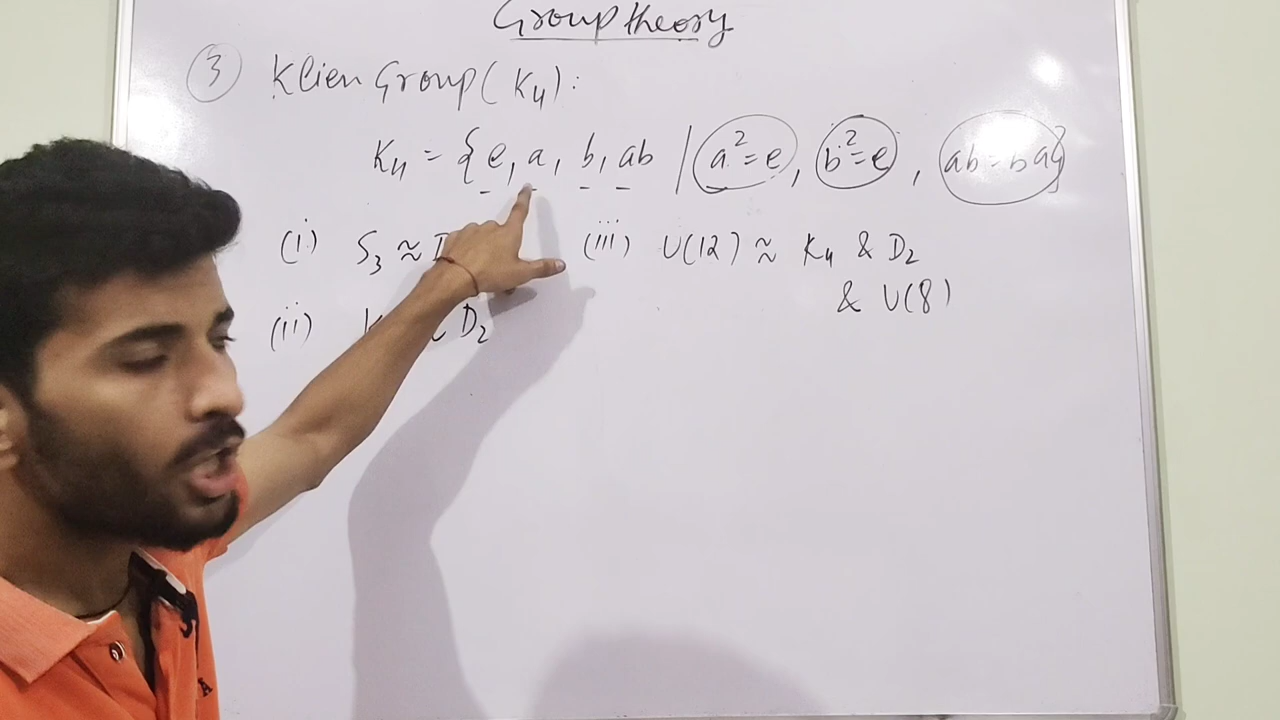 Group theory
③ Klien Group (K4):
K4 = {e, a, b, ab | a²=e, b²=e, ab=ba}
(i) S3 ≈
(ii) D2
(iii) U(12) ≈ K4 & D2
& U(8)